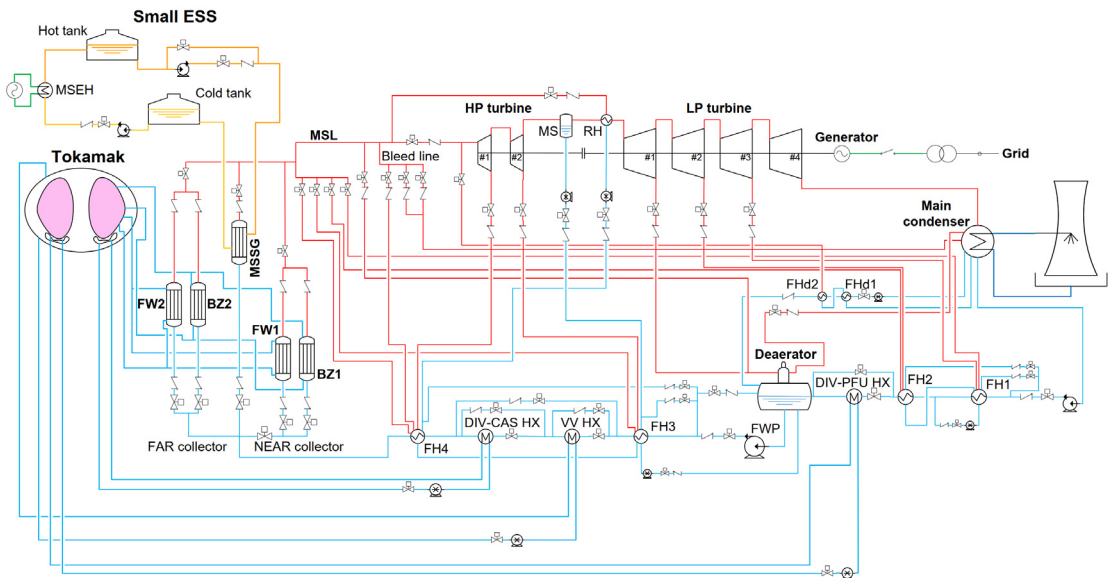 Small ESS
Hot tank
MSEH
Cold tank
HP turbine
LP turbine
MS
RH
MSL
Bleed line
Generator
Grid
#1
#2
#1
#2
#3
#4
Tokamak
Main
condenser
MSSG
FHd2
FHd1
FW2
BZ2
FW1
BZ1
Deaerator
DIV-PFU HX
FH2
FH1
DIV-CAS HX
VV HX
FH3
FWP
FAR collector
NEAR collector
FH4
M
M
M